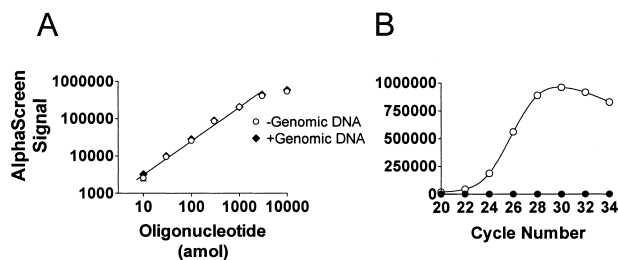 A
B
AlphaScreen
Signal
1000000
100000
10000
1000
10
100
1000
10000
Oligonucleotide
(amol)
-Genomic DNA
+Genomic DNA
1000000
750000
500000
250000
0
20 22 24 26 28 30 32 34
Cycle Number